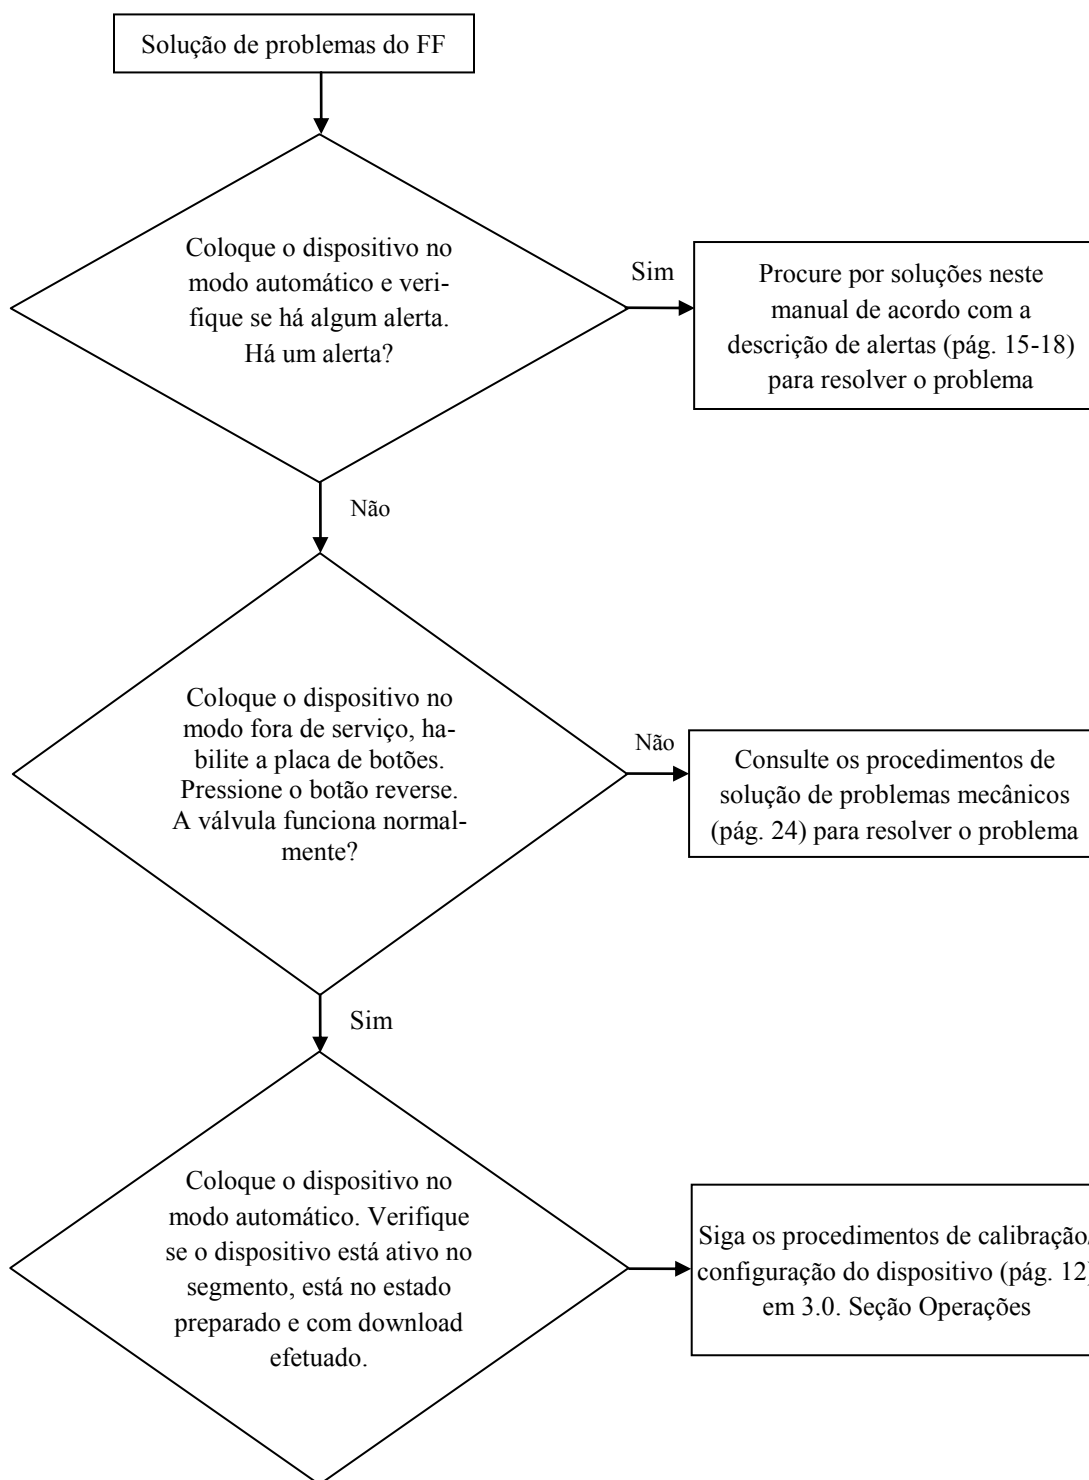 Solução de problemas do FF
Coloque o dispositivo no
modo automático e veri-
fique se há algum alerta.
Há um alerta?
Sim
Procure por soluções neste
manual de acordo com a
descrição de alertas (pág. 15-18)
para resolver o problema
Não
Coloque o dispositivo no
modo fora de serviço, ha-
bilite a placa de botões.
Pressione o botão reverse.
A válvula funciona normal-
mente?
Não
Consulte os procedimentos de
solução de problemas mecânicos
(pág. 24) para resolver o problema
Sim
Coloque o dispositivo no
modo automático. Verifique
se o dispositivo está ativo no
segmento, está no estado
preparado e com download
efetuado.
Siga os procedimentos de calibração/
configuração do dispositivo (pág. 12)
em 3.0. Seção Operações